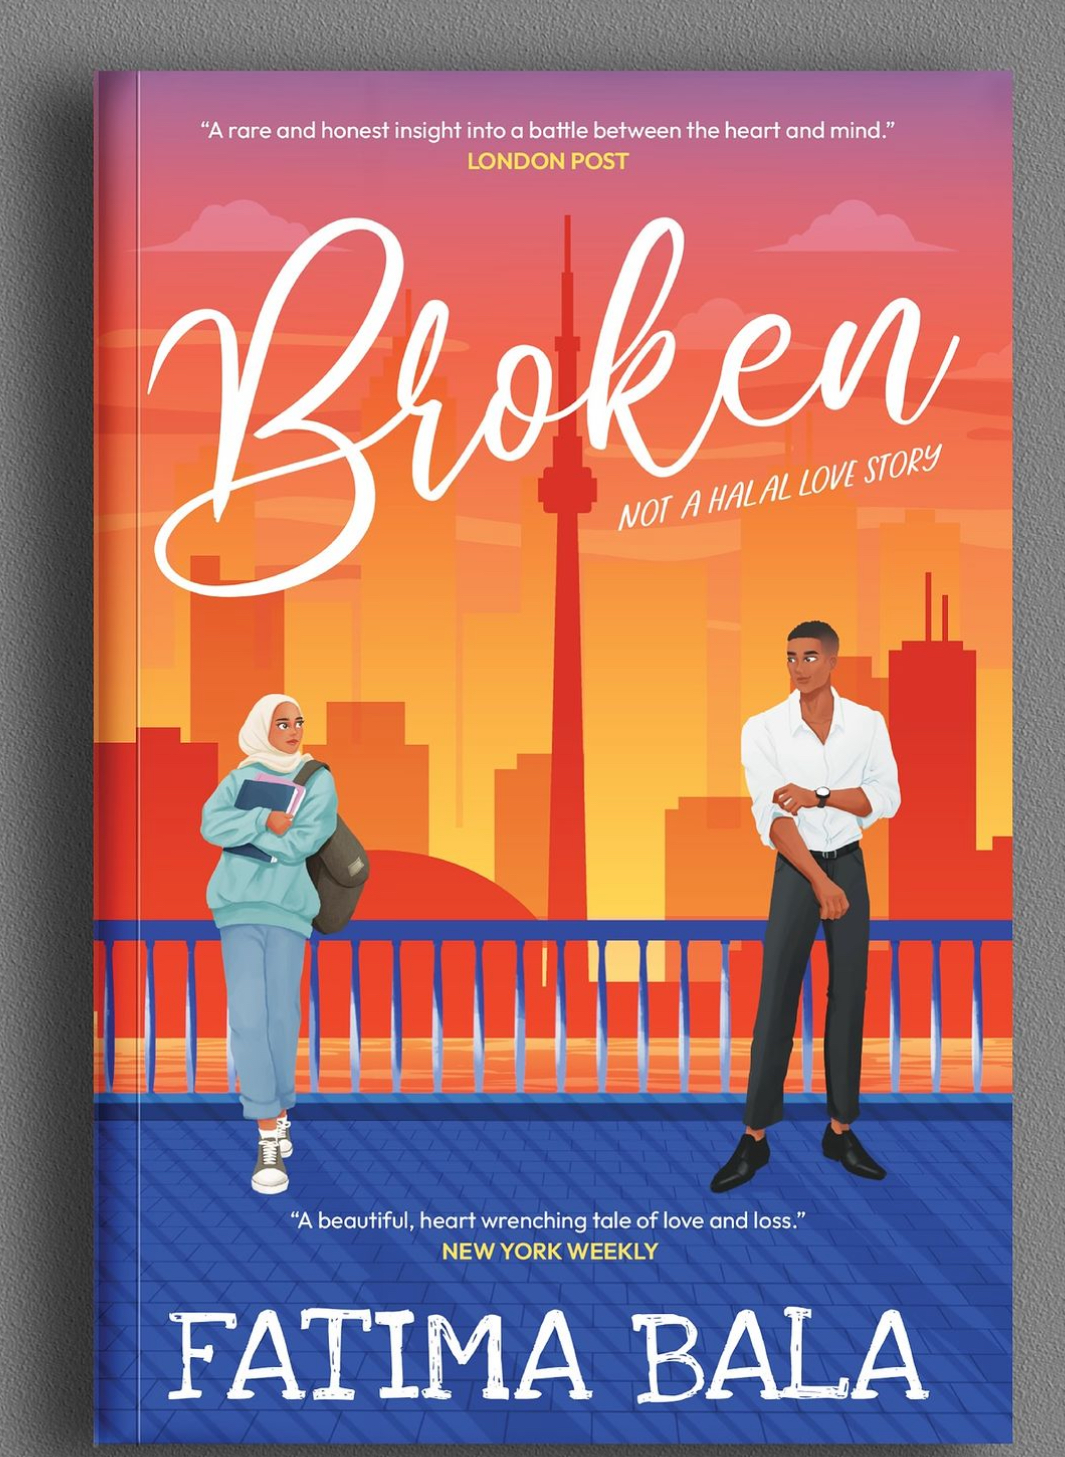 “A rare and honest insight into a battle between the heart and mind.”
LONDON POST
Broken
NOT A HALAL LOVE STORY
“A beautiful, heart wrenching tale of love and loss.”
NEW YORK WEEKLY
FATIMA BALA